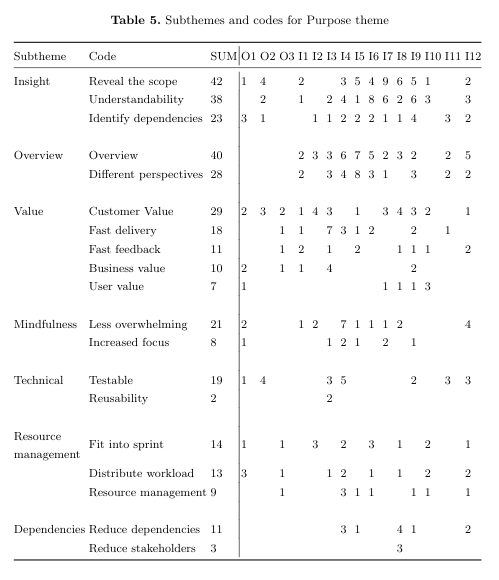 Table 5. Subthemes and codes for Purpose theme
Subtheme Code SUM O1 O2 O3 I1 I2 I3 I4 I5 I6 I7 I8 I9 I10 I11 I12
Insight Reveal the scope 42 1 4 2 3 5 4 9 6 5 1 2
Understandability 38 2 1 2 4 1 8 6 2 6 3 3
Identify dependencies 23 3 1 1 1 2 2 2 1 1 4 3 2
Overview Overview 40 2 3 3 6 7 5 2 3 2 2 5
Different perspectives 28 2 3 4 8 3 1 3 2 2
Value Customer Value 29 2 3 2 1 4 3 1 3 4 3 2 1
Fast delivery 18 1 1 7 3 1 2 2 1
Fast feedback 11 1 2 1 2 1 1 1 2
Business value 10 2 1 1 4 2
User value 7 1 1 1 1 3
Mindfulness Less overwhelming 21 2 1 2 7 1 1 1 2 4
Increased focus 8 1 1 2 1 2 1
Technical Testable 19 1 4 3 5 2 3 3
Reusability 2 2
Resource
management
Fit into sprint 14 1 1 3 2 3 1 2 1
Distribute workload 13 3 1 1 2 1 1 2 2
Resource management 9 1 3 1 1 1 1 1
Dependencies Reduce dependencies 11 3 1 4 1 2
Reduce stakeholders 3 3